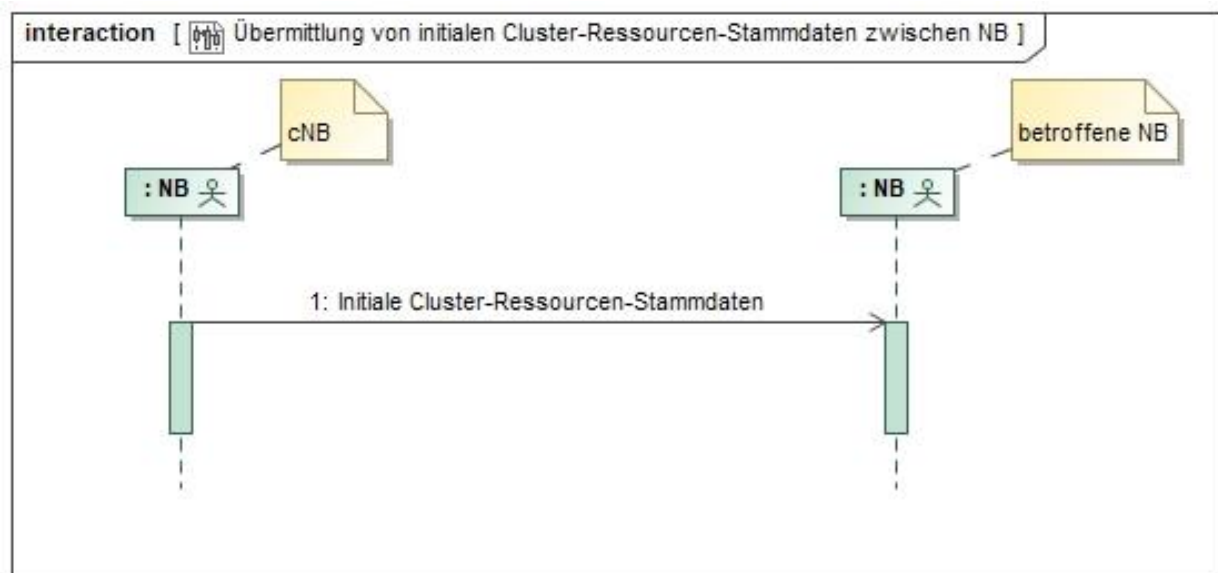 interaction [ Übermittlung von initialen Cluster-Ressourcen-Stammdaten zwischen NB ]
cNB
betroffene NB
: NB
: NB
1: Initiale Cluster-Ressourcen-Stammdaten